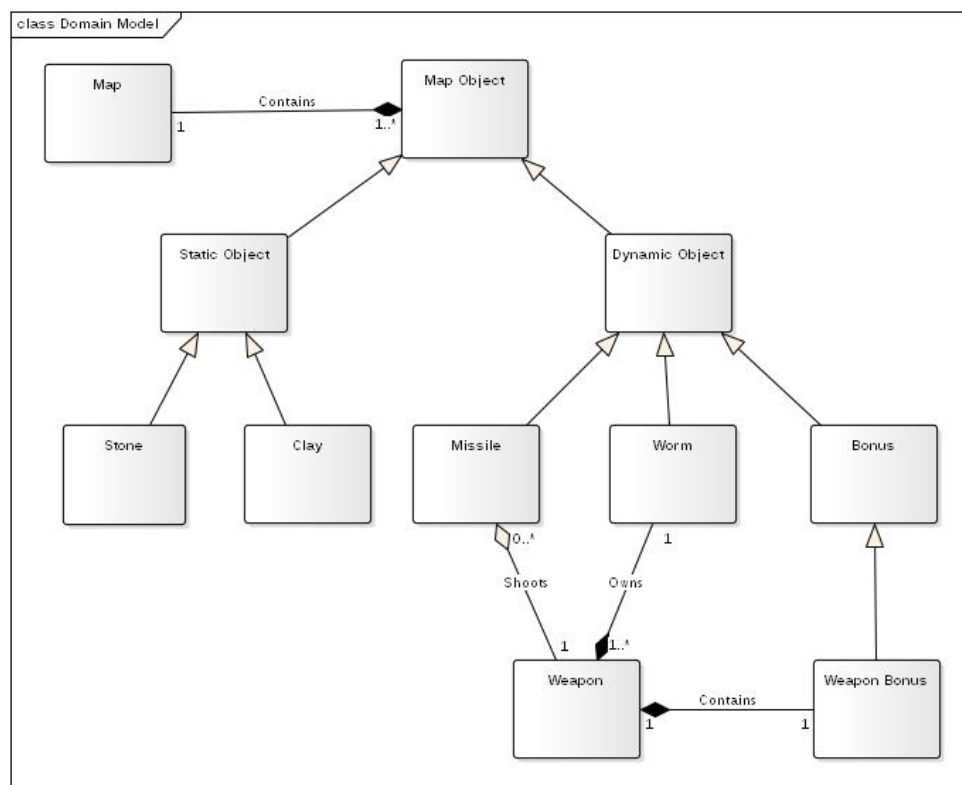 class Domain Model
Map
Map Object
Contains
1
1..*
Static Object
Dynamic Object
Stone
Clay
Missile
Worm
Bonus
0..*
1
Shoots
Owns
1
1..*
Weapon
Weapon Bonus
Contains
1
1